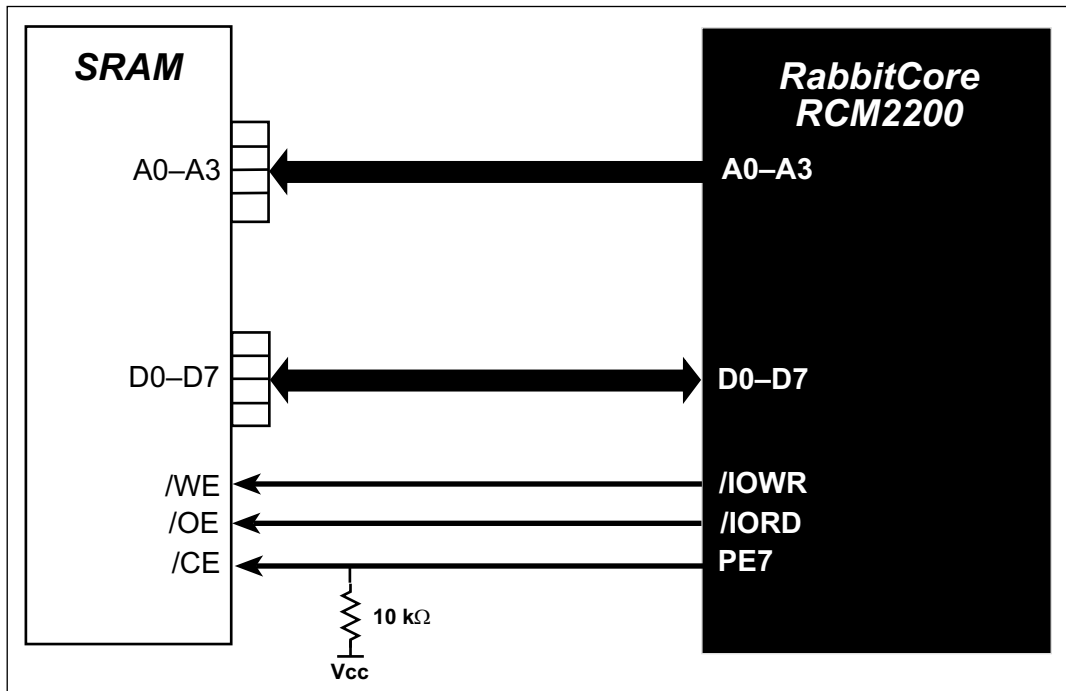 SRAM
RabbitCore
RCM2200
A0–A3
A0–A3
D0–D7
D0–D7
/WE
/IOWR
/OE
/IORD
/CE
PE7
10 kΩ
Vcc